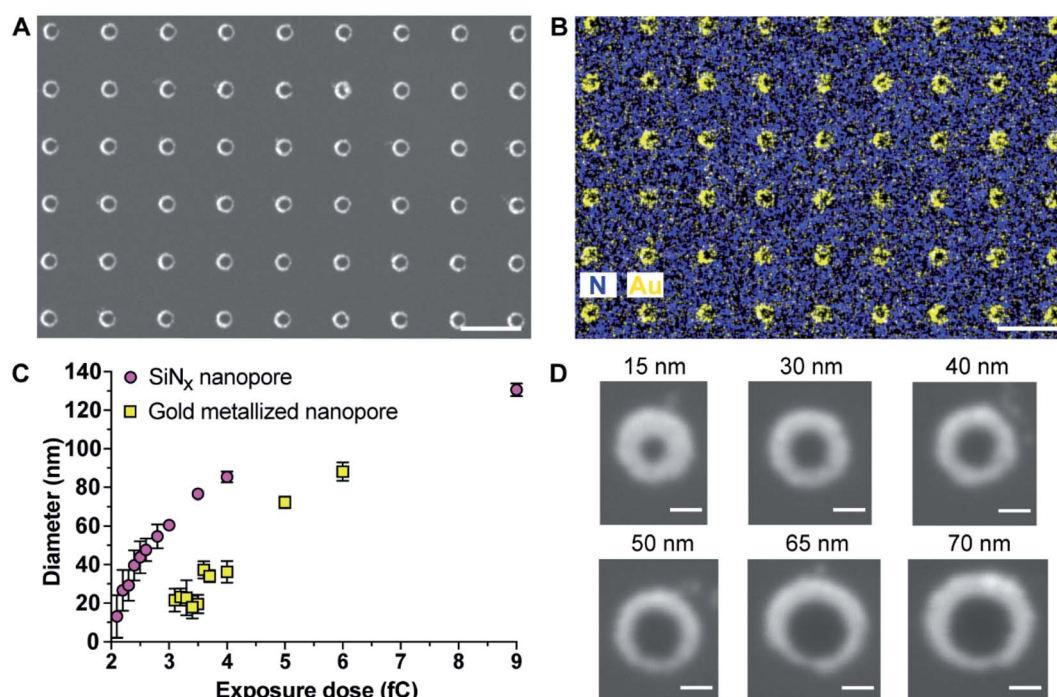 A
B
N Au
C
SiNx nanopore
Gold metallized nanopore
Diameter (nm)
140
120
100
80
60
40
20
0
2 3 4 5 6 7 8 9
Exposure dose (fC)
D
15 nm 30 nm 40 nm
50 nm 65 nm 70 nm